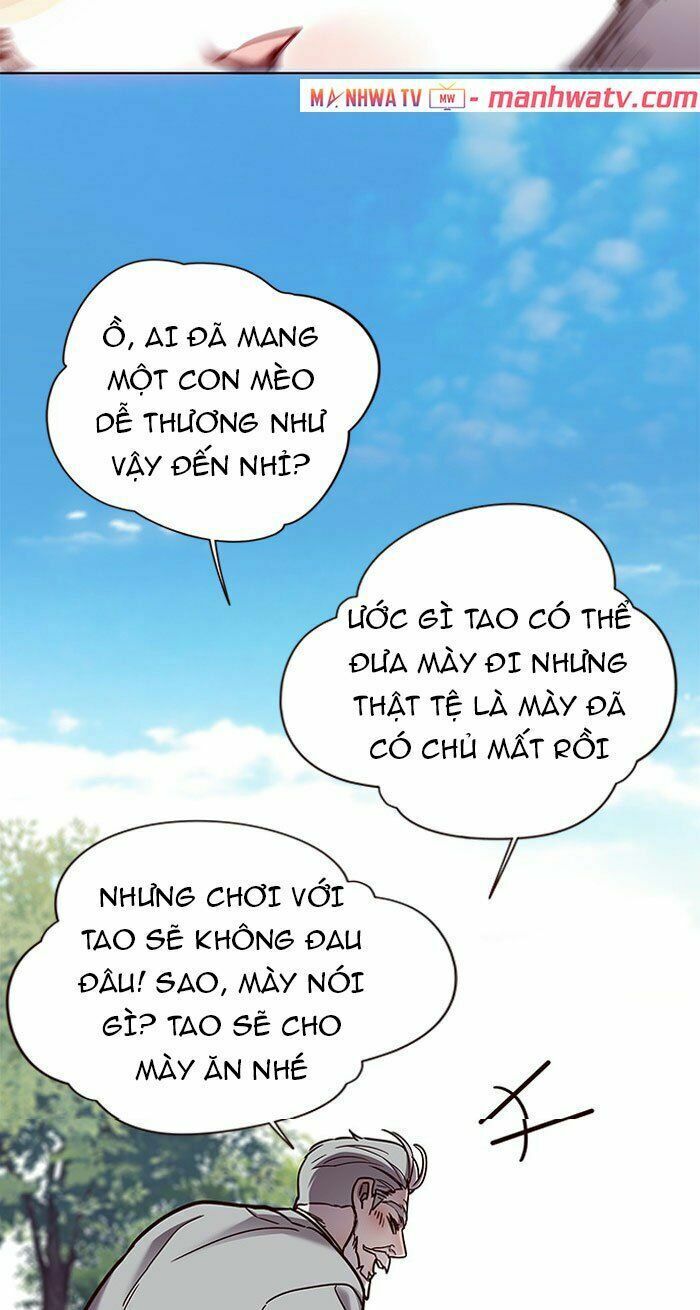 MANHWATV MW - manhwatv.com
Ồ, AI ĐÃ MANG
MỘT CON MÈO
DỄ THƯƠNG NHƯ
VẬY ĐẾN NHỈ?
ƯỚC GÌ TAO CÓ THỂ
ĐƯA MÀY ĐI NHƯNG
THẬT TỆ LÀ MÀY ĐÃ
CÓ CHỦ MẤT RỒI
NHƯNG CHƠI VỚI
TAO SẼ KHÔNG ĐAU
ĐÂU! SAO, MÀY NÓI
GÌ? TAO SẼ CHO
MÀY ĂN NHÉ